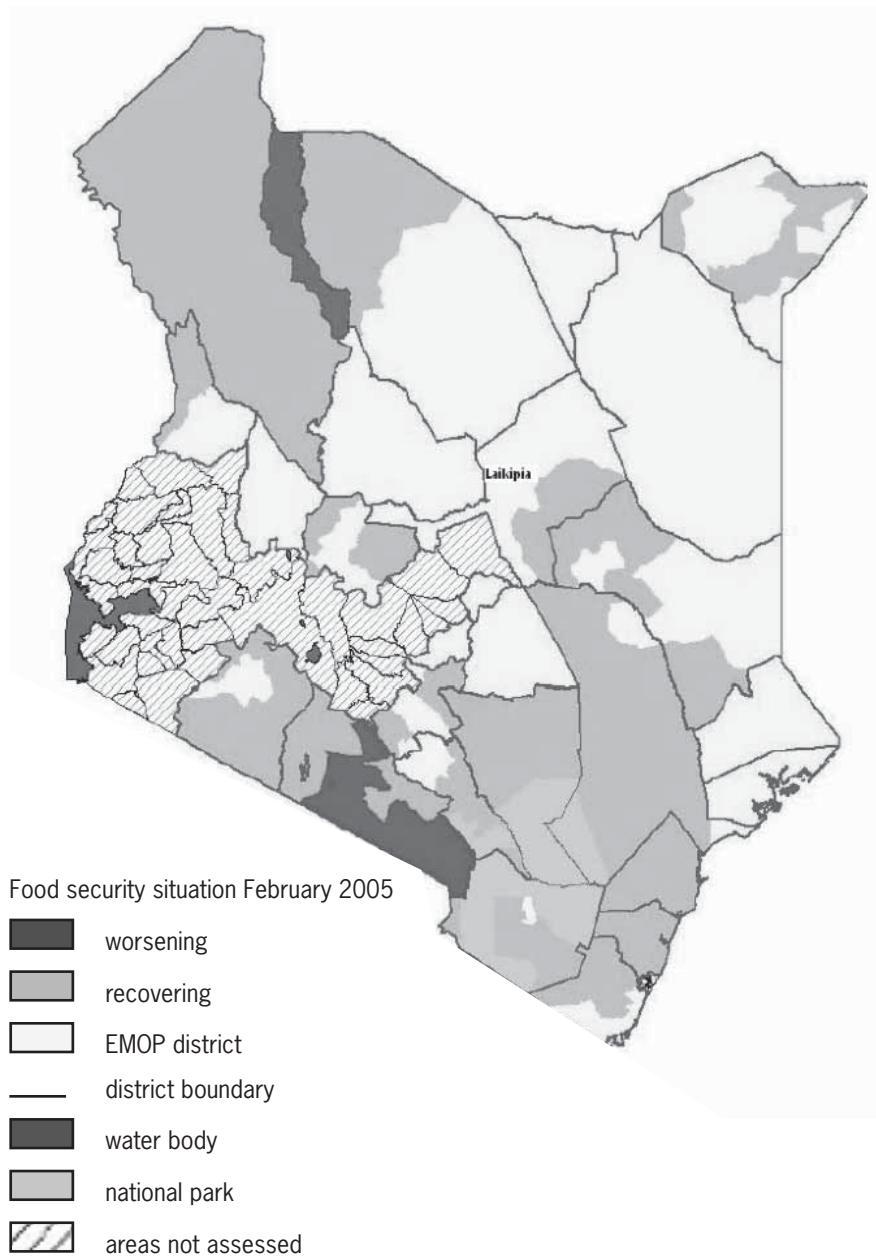 Laikipia
Food security situation February 2005
worsening
recovering
EMOP district
district boundary
water body
national park
areas not assessed